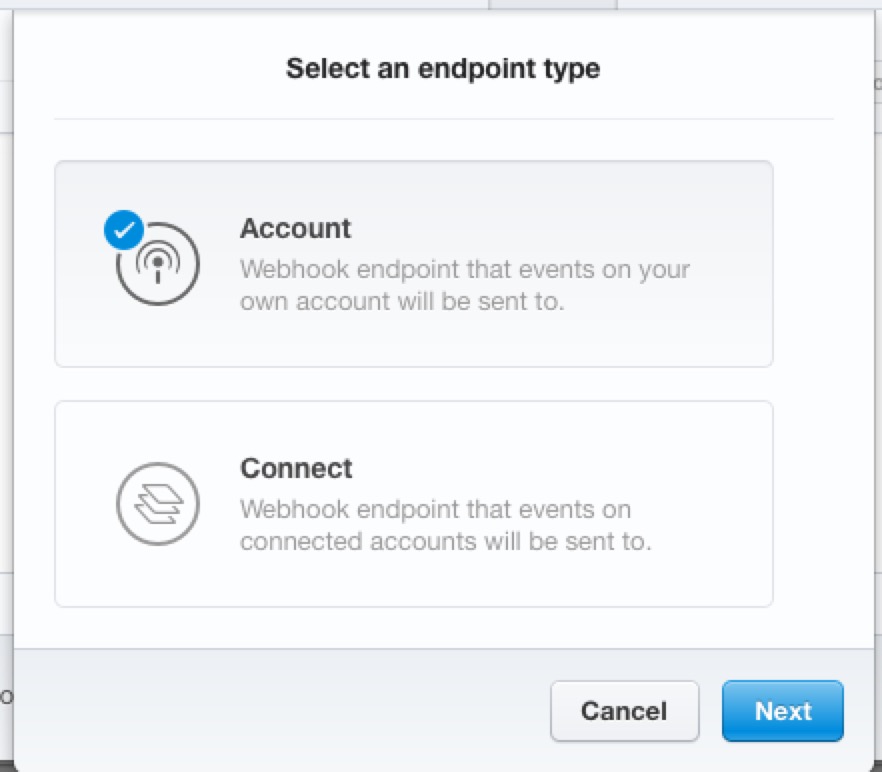 Select an endpoint type
Account
Webhook endpoint that events on your
own account will be sent to.
Connect
Webhook endpoint that events on
connected accounts will be sent to.
Cancel
Next